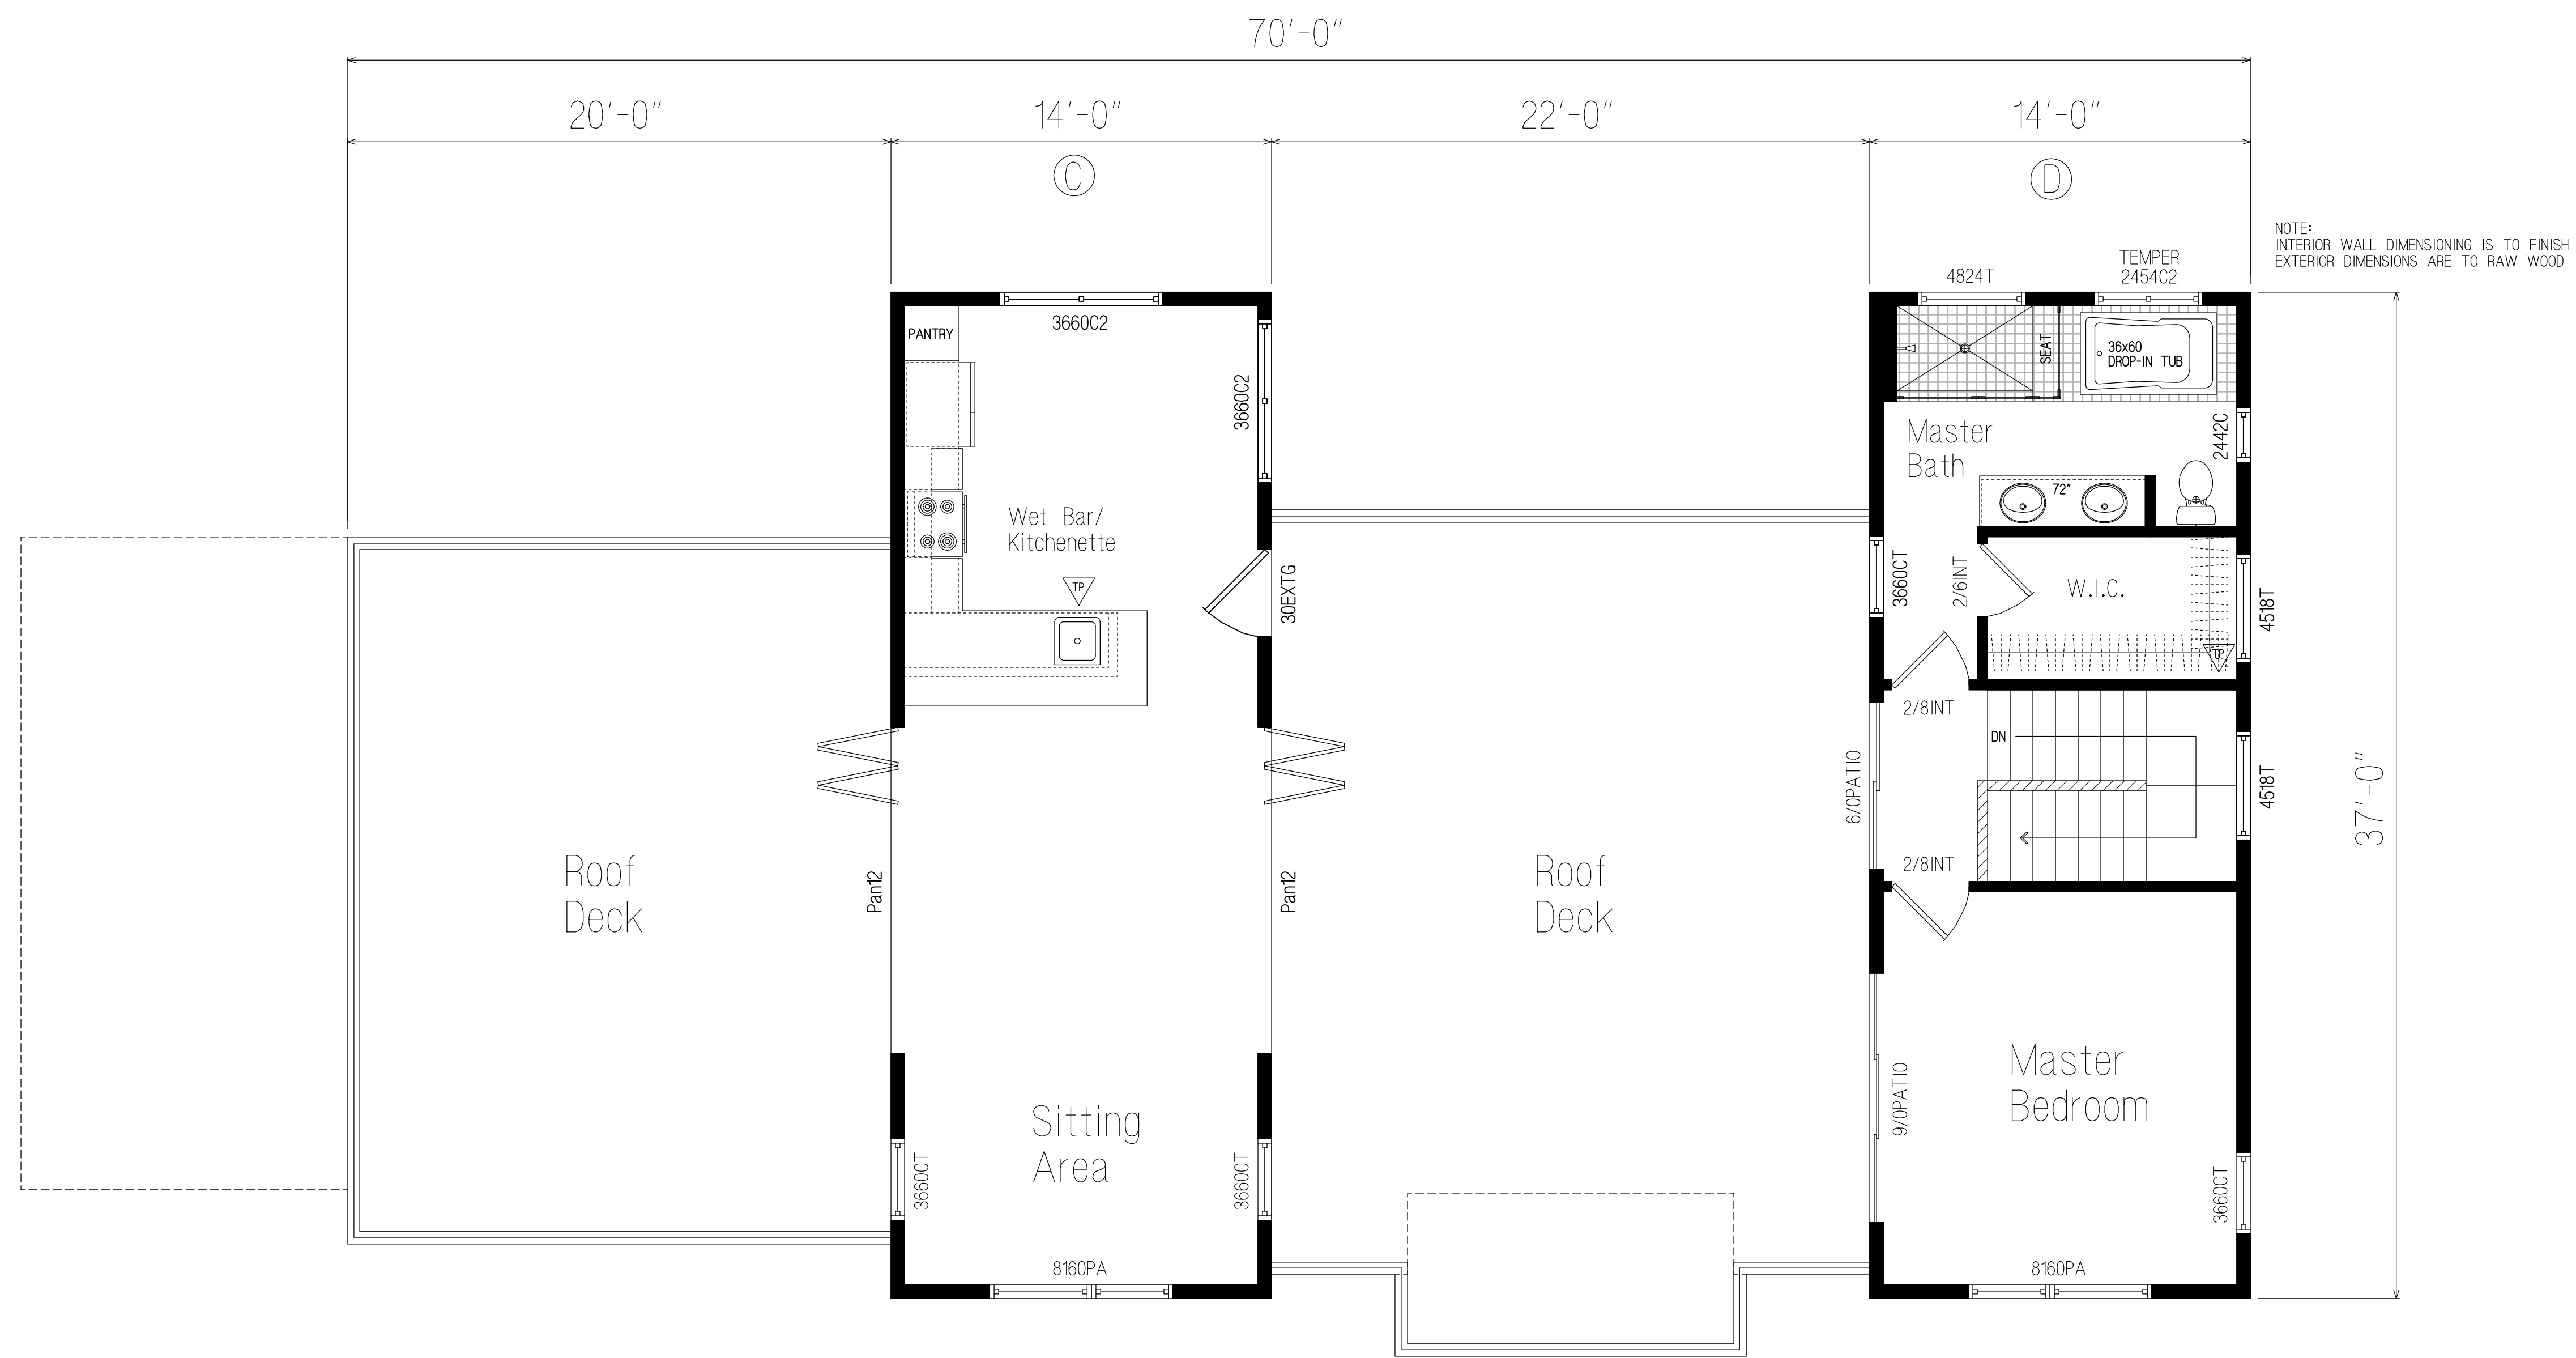 70'-0"
20'-0"
14'-0"
22'-0"
14'-0"
C
D
NOTE:
INTERIOR WALL DIMENSIONING IS TO FINISH
EXTERIOR DIMENSIONS ARE TO RAW WOOD
4824T
TEMPER
2454C2
3660C2
PANTRY
3660C2
SEAT
36x60
DROP-IN TUB
Master
Bath
2442C
72"
Wet Bar/
Kitchenette
TP
30EXTG
3660CT
2/6INT
W.I.C.
4518T
TP
2/8INT
DN
6/0PATIO
4518T
37'-0"
2/8INT
Roof
Deck
Pan12
Pan12
Roof
Deck
Master
Bedroom
9/0PATIO
Sitting
Area
3660CT
3660CT
3660CT
8160PA
8160PA